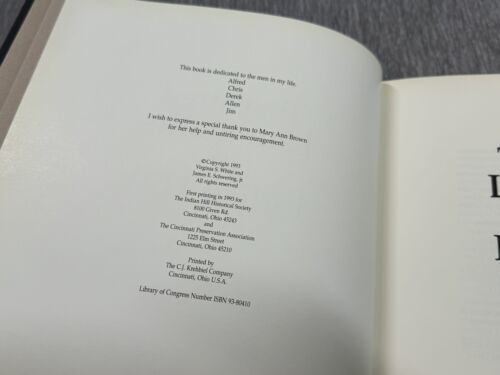 This book is dedicated to the men in my life.
Alfred
Chris
Derek
Allen
Jim
I wish to express a special thank you to Mary Ann Brown
for her help and untiring encouragement.
©Copyright 1993
Virginia S. White and
James E. Schwering, jr
All rights reserved
First printing in 1993 for
The Indian Hill Historical Society
8100 Given Rd.
Cincinnati, Ohio 45243
and
The Cincinnati Preservation Association
1225 Elm Street
Cincinnati, Ohio 45210
Printed by
The C.J. Krehbiel Company
Cincinnati, Ohio U.S.A.
Library of Congress Number ISBN 93-80410